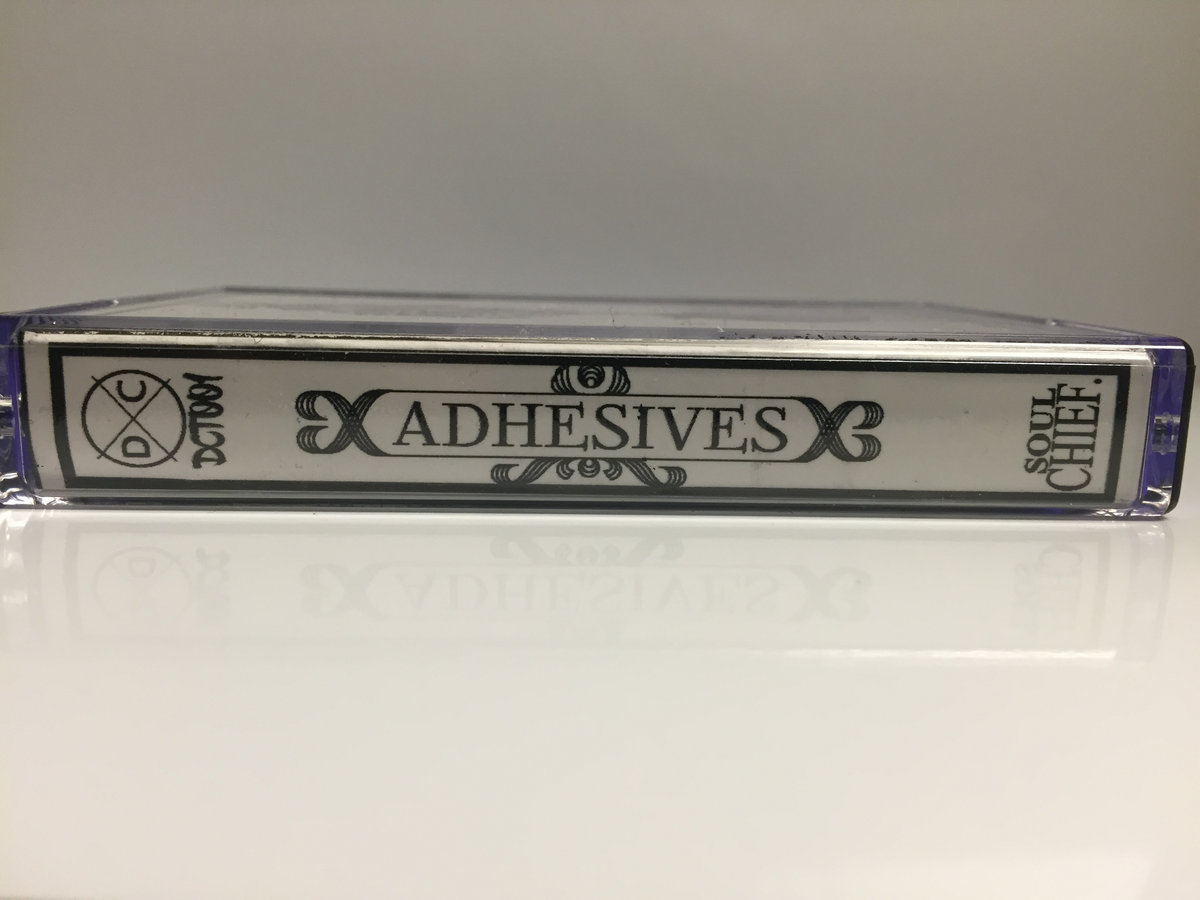 D C
DCT001
ADHESIVES
SOUL
CHIEF.